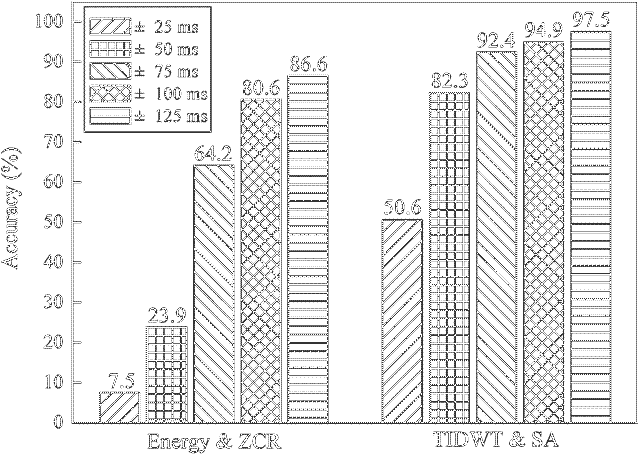 100
90
80
70
60
50
40
30
20
10
0
Accuracy (%)
± 25 ms
± 50 ms
± 75 ms
± 100 ms
± 125 ms
7.5
23.9
64.2
80.6
86.6
50.6
82.3
92.4
94.9
97.5
Energy & ZCR
TIDWT & SA